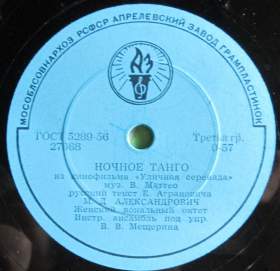 МОСОБЛСОВНАРХОЗ РСФСР АПРЕЛЕВСКИЙ ЗАВОД ГРАМПЛАСТИНОК
ГОСТ 5289-56
Третья гр.
27068
0-57
НОЧНОЕ ТАНГО
из кинофильма «Уличная серенада»
муз. В. Маттео
русский текст Е. Аграновича
М. Д. АЛЕКСАНДРОВИЧ
Женский вокальный октет
Инстр. ансамбль под упр.
В. В. Мещерина